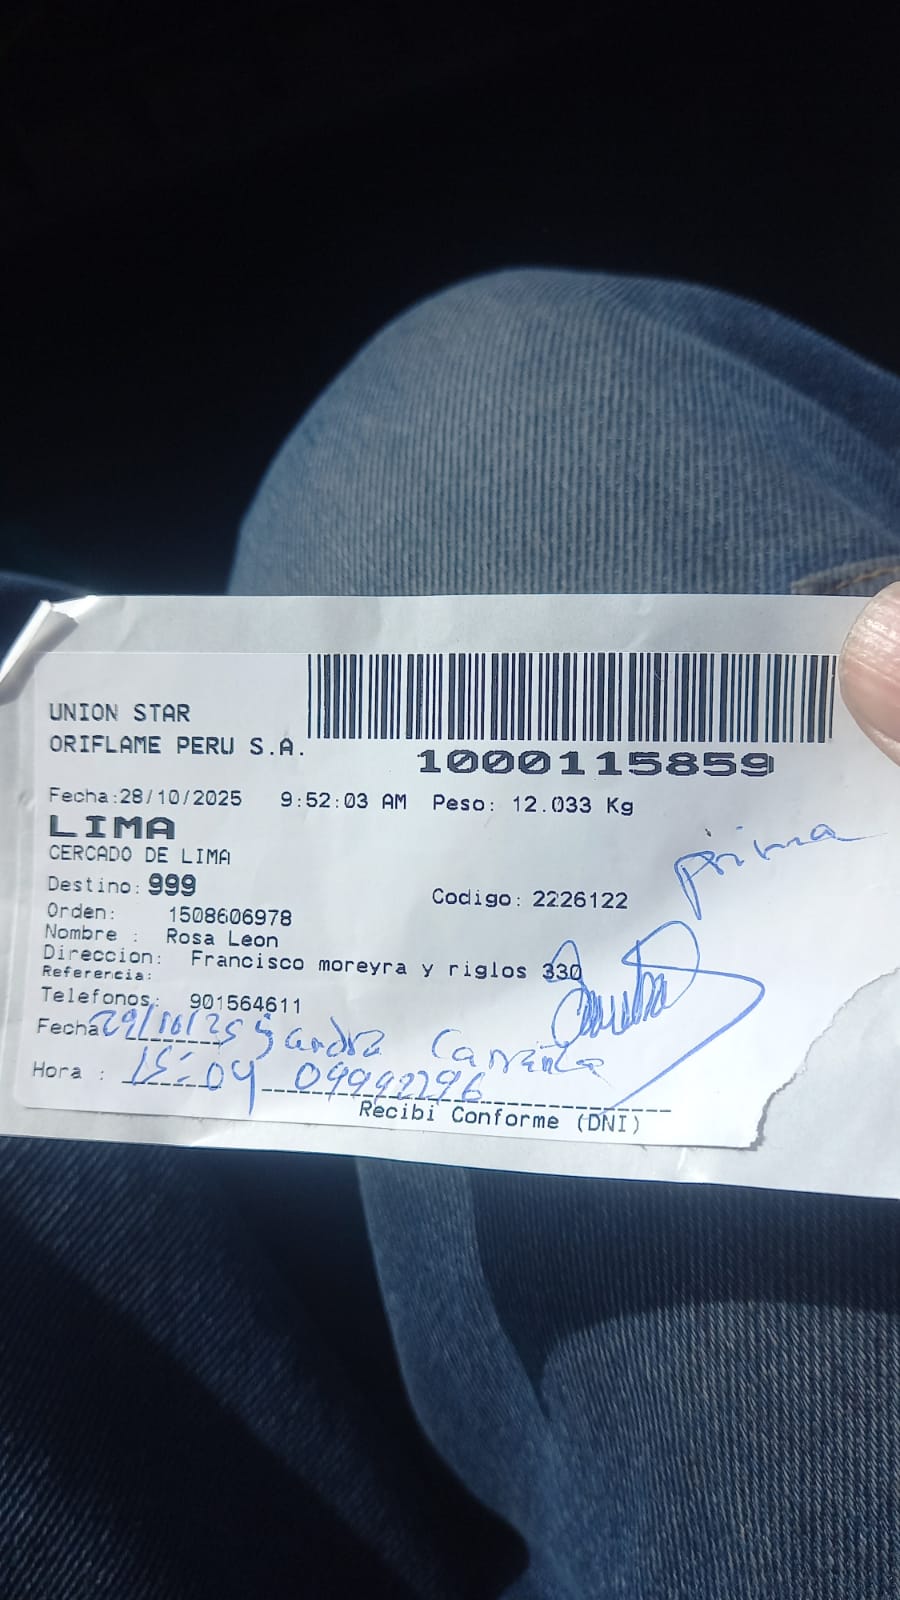 UNION STAR
ORIFLAME PERU S.A.
1000115859
Fecha:28/10/2025 9:52:03 AM Peso: 12.033 Kg
LIMA
CERCADO DE LIMA
prima
Destino: 999 Codigo: 2226122
Orden: 1508606978
Nombre : Rosa Leon
Direccion: Francisco moreyra y riglos 330
Referencia:
Telefonos: 901564611
Fecha 29/10/25 Sandra
Hora : 15:04 09992296
Recibi Conforme (DNI)